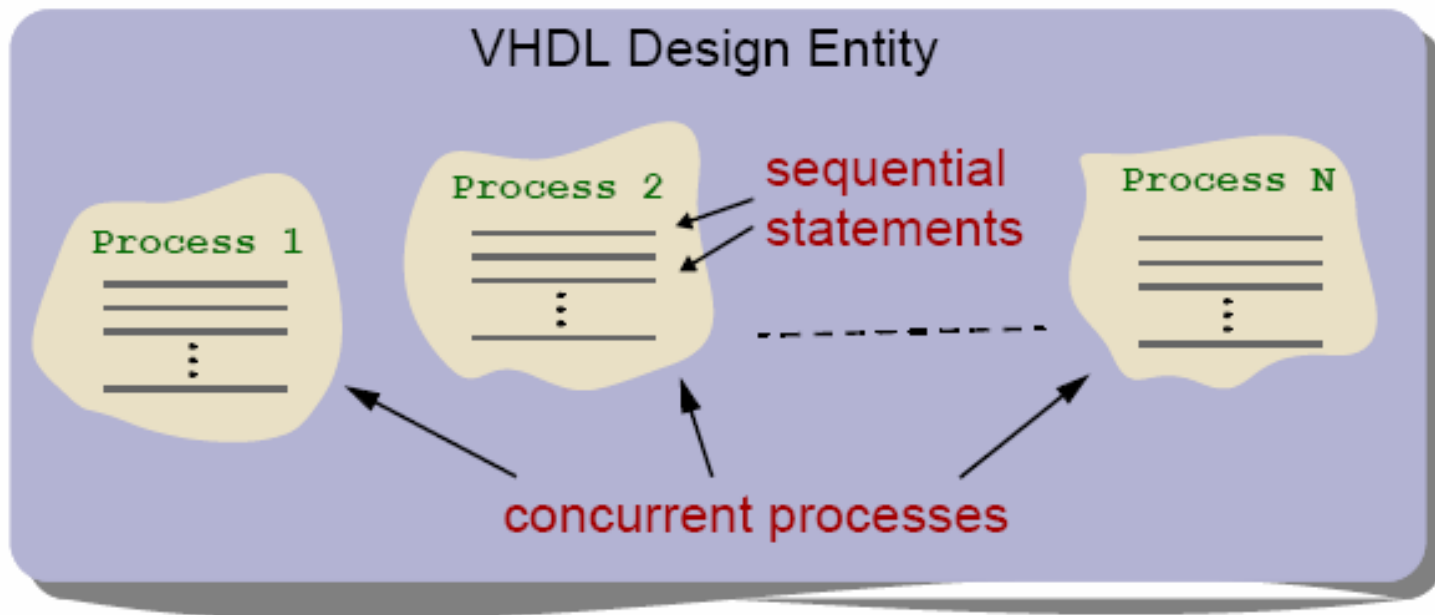 VHDL Design Entity
sequential
statements
Process 1
Process 2
Process N
concurrent processes